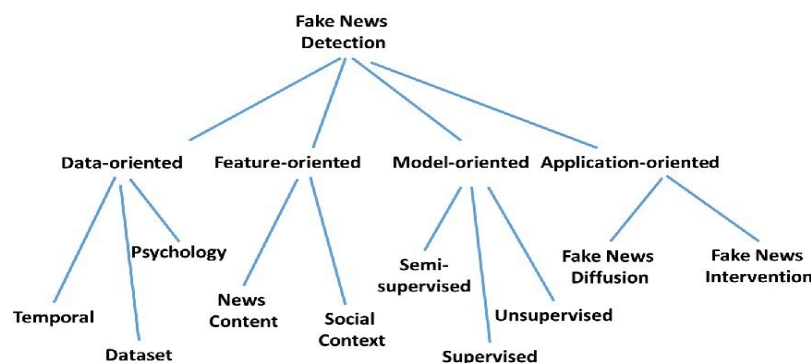 Fake News
Detection
Data-oriented
Feature-oriented
Model-oriented
Application-oriented
Psychology
Temporal
Dataset
News
Content
Social
Context
Semi-
supervised
Supervised
Unsupervised
Fake News
Diffusion
Fake News
Intervention